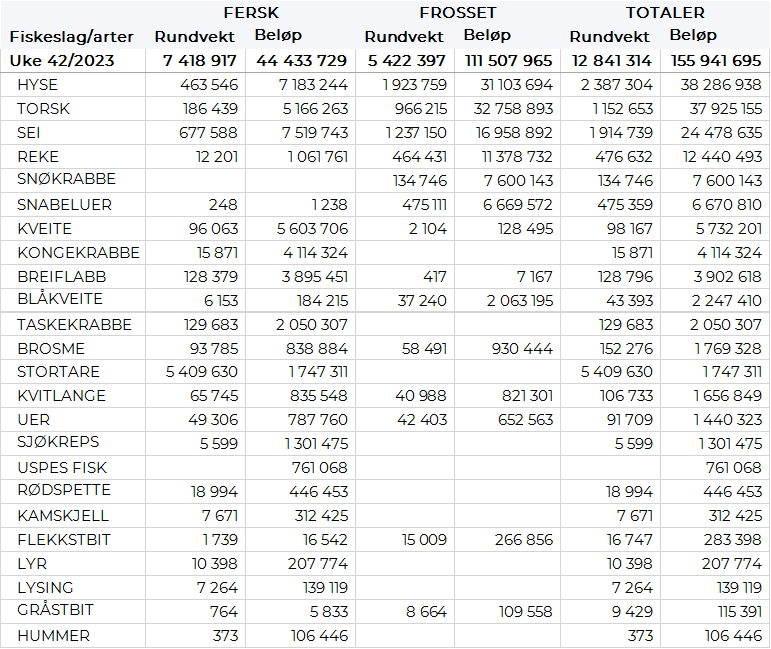 FERSK FROSSET TOTALER
Fiskeslag/arter Rundvekt Beløp Rundvekt Beløp Rundvekt Beløp
Uke 42/2023 7 418 917 44 433 729 5 422 397 111 507 965 12 841 314 155 941 695
HYSE 463 546 7 183 244 1 923 759 31 103 694 2 387 304 38 286 938
TORSK 186 439 5 166 263 966 215 32 758 893 1 152 653 37 925 155
SEI 677 588 7 519 743 1 237 150 16 958 892 1 914 739 24 478 635
REKE 12 201 1 061 761 464 431 11 378 732 476 632 12 440 493
SNØKRABBE 134 746 7 600 143 134 746 7 600 143
SNABELUER 248 1 238 475 111 6 669 572 475 359 6 670 810
KVEITE 96 063 5 603 706 2 104 128 495 98 167 5 732 201
KONGEKRABBE 15 871 4 114 324 15 871 4 114 324
BREIFLABB 128 379 3 895 451 417 7 167 128 796 3 902 618
BLÅKVEITE 6 153 184 215 37 240 2 063 195 43 393 2 247 410
TASKEKRABBE 129 683 2 050 307 129 683 2 050 307
BROSME 93 785 838 884 58 491 930 444 152 276 1 769 328
STORTARE 5 409 630 1 747 311 5 409 630 1 747 311
KVITLANGE 65 745 835 548 40 988 821 301 106 733 1 656 849
UER 49 306 787 760 42 403 652 563 91 709 1 440 323
SJØKREPS 5 599 1 301 475 5 599 1 301 475
USPES FISK 761 068 761 068
RØDSPETTE 18 994 446 453 18 994 446 453
KAMSKJELL 7 671 312 425 7 671 312 425
FLEKKSTBIT 1 739 16 542 15 009 266 856 16 747 283 398
LYR 10 398 207 774 10 398 207 774
LYSING 7 264 139 119 7 264 139 119
GRÅSTBIT 764 5 833 8 664 109 558 9 429 115 391
HUMMER 373 106 446 373 106 446